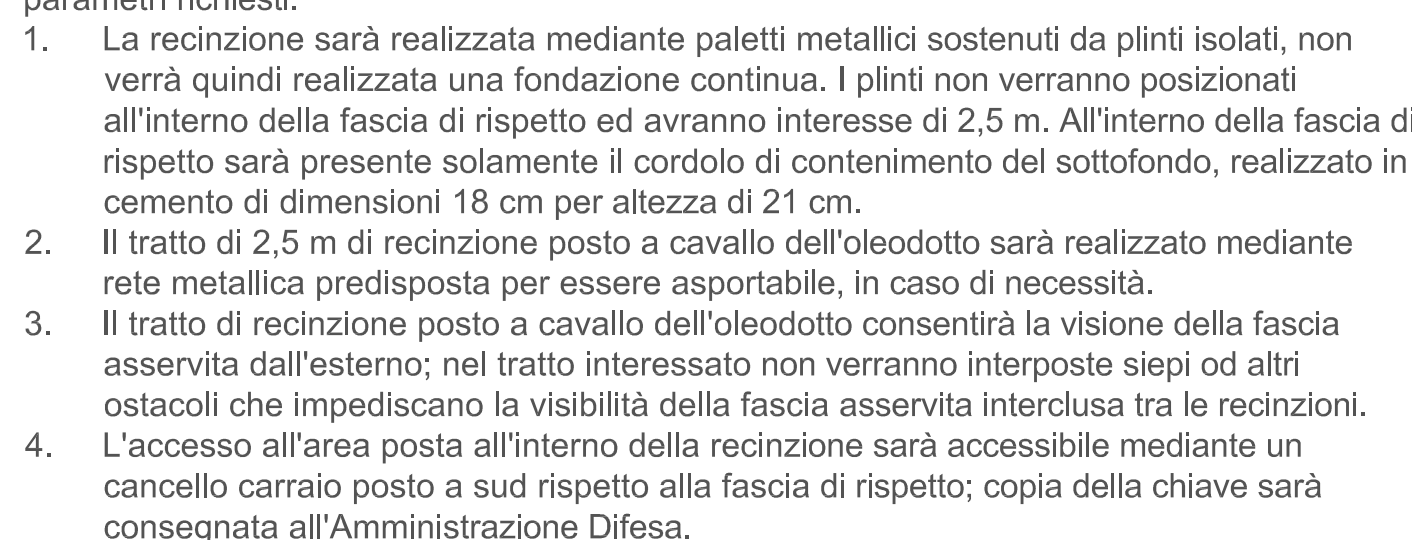 parametri richiesti.
1. La recinzione sarà realizzata mediante paletti metallici sostenuti da plinti isolati, non
verrà quindi realizzata una fondazione continua. I plinti non verranno posizionati
all'interno della fascia di rispetto ed avranno interesse di 2,5 m. All'interno della fascia di
rispetto sarà presente solamente il cordolo di contenimento del sottofondo, realizzato in
cemento di dimensioni 18 cm per altezza di 21 cm.
2. Il tratto di 2,5 m di recinzione posto a cavallo dell'oleodotto sarà realizzato mediante
rete metallica predisposta per essere asportabile, in caso di necessità.
3. Il tratto di recinzione posto a cavallo dell'oleodotto consentirà la visione della fascia
asservita dall'esterno; nel tratto interessato non verranno interposte siepi od altri
ostacoli che impediscano la visibilità della fascia asservita interclusa tra le recinzioni.
4. L'accesso all'area posta all'interno della recinzione sarà accessibile mediante un
cancello carraio posto a sud rispetto alla fascia di rispetto; copia della chiave sarà
consegnata all'Amministrazione Difesa.